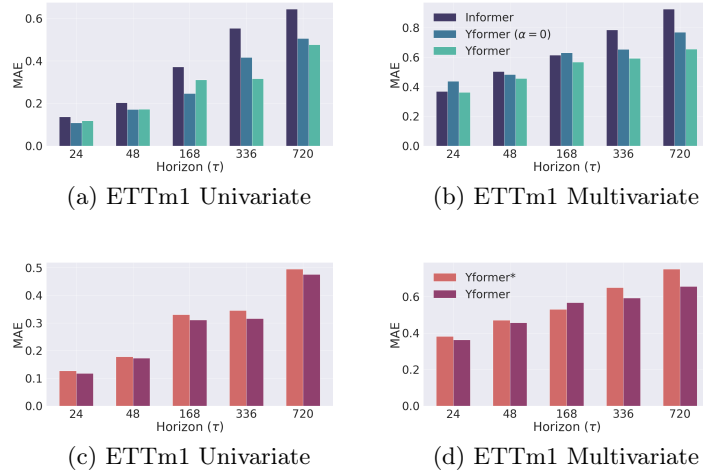 0.6
0.4
0.2
0.0
MAE
24 48 168 336 720
Horizon (τ)
(a) ETTm1 Univariate
Informer
Yformer (α = 0)
Yformer
0.8
0.6
0.4
0.2
0.0
MAE
24 48 168 336 720
Horizon (τ)
(b) ETTm1 Multivariate
0.5
0.4
0.3
0.2
0.1
0.0
MAE
24 48 168 336 720
Horizon (τ)
(c) ETTm1 Univariate
Yformer*
Yformer
0.6
0.4
0.2
0.0
MAE
24 48 168 336 720
Horizon (τ)
(d) ETTm1 Multivariate